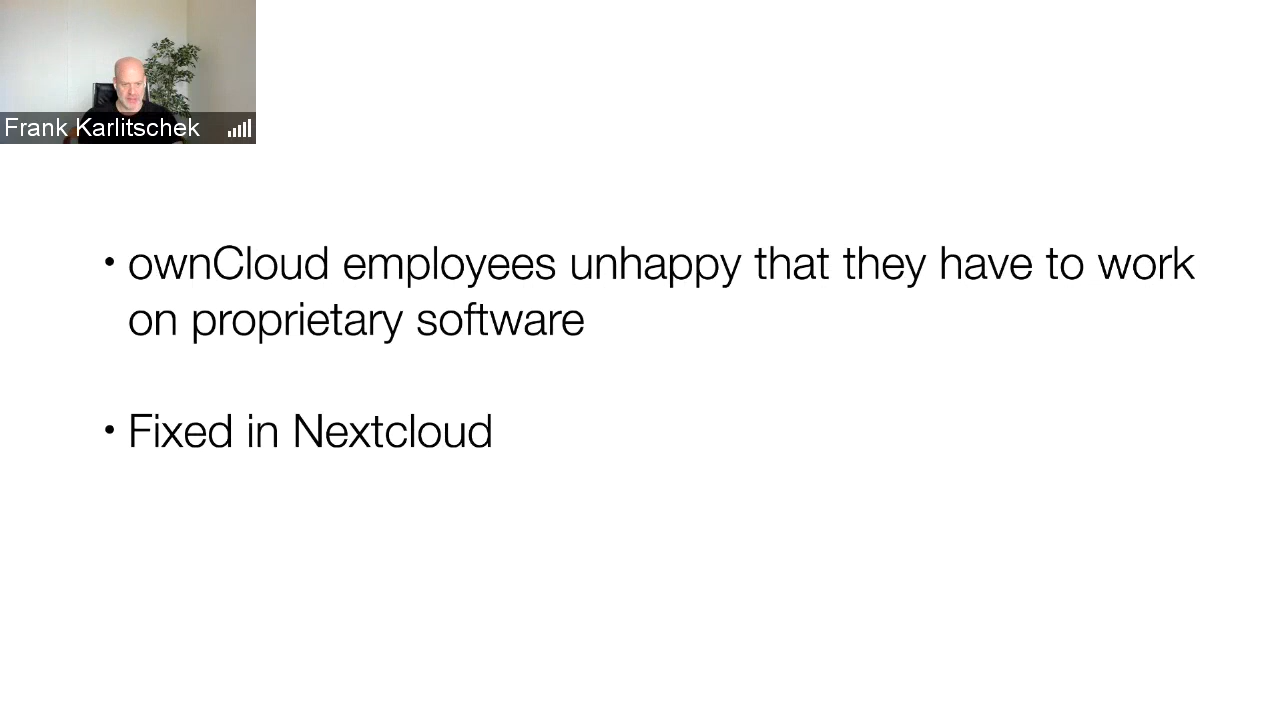 Frank Karlitschek
• ownCloud employees unhappy that they have to work
on proprietary software
• Fixed in Nextcloud